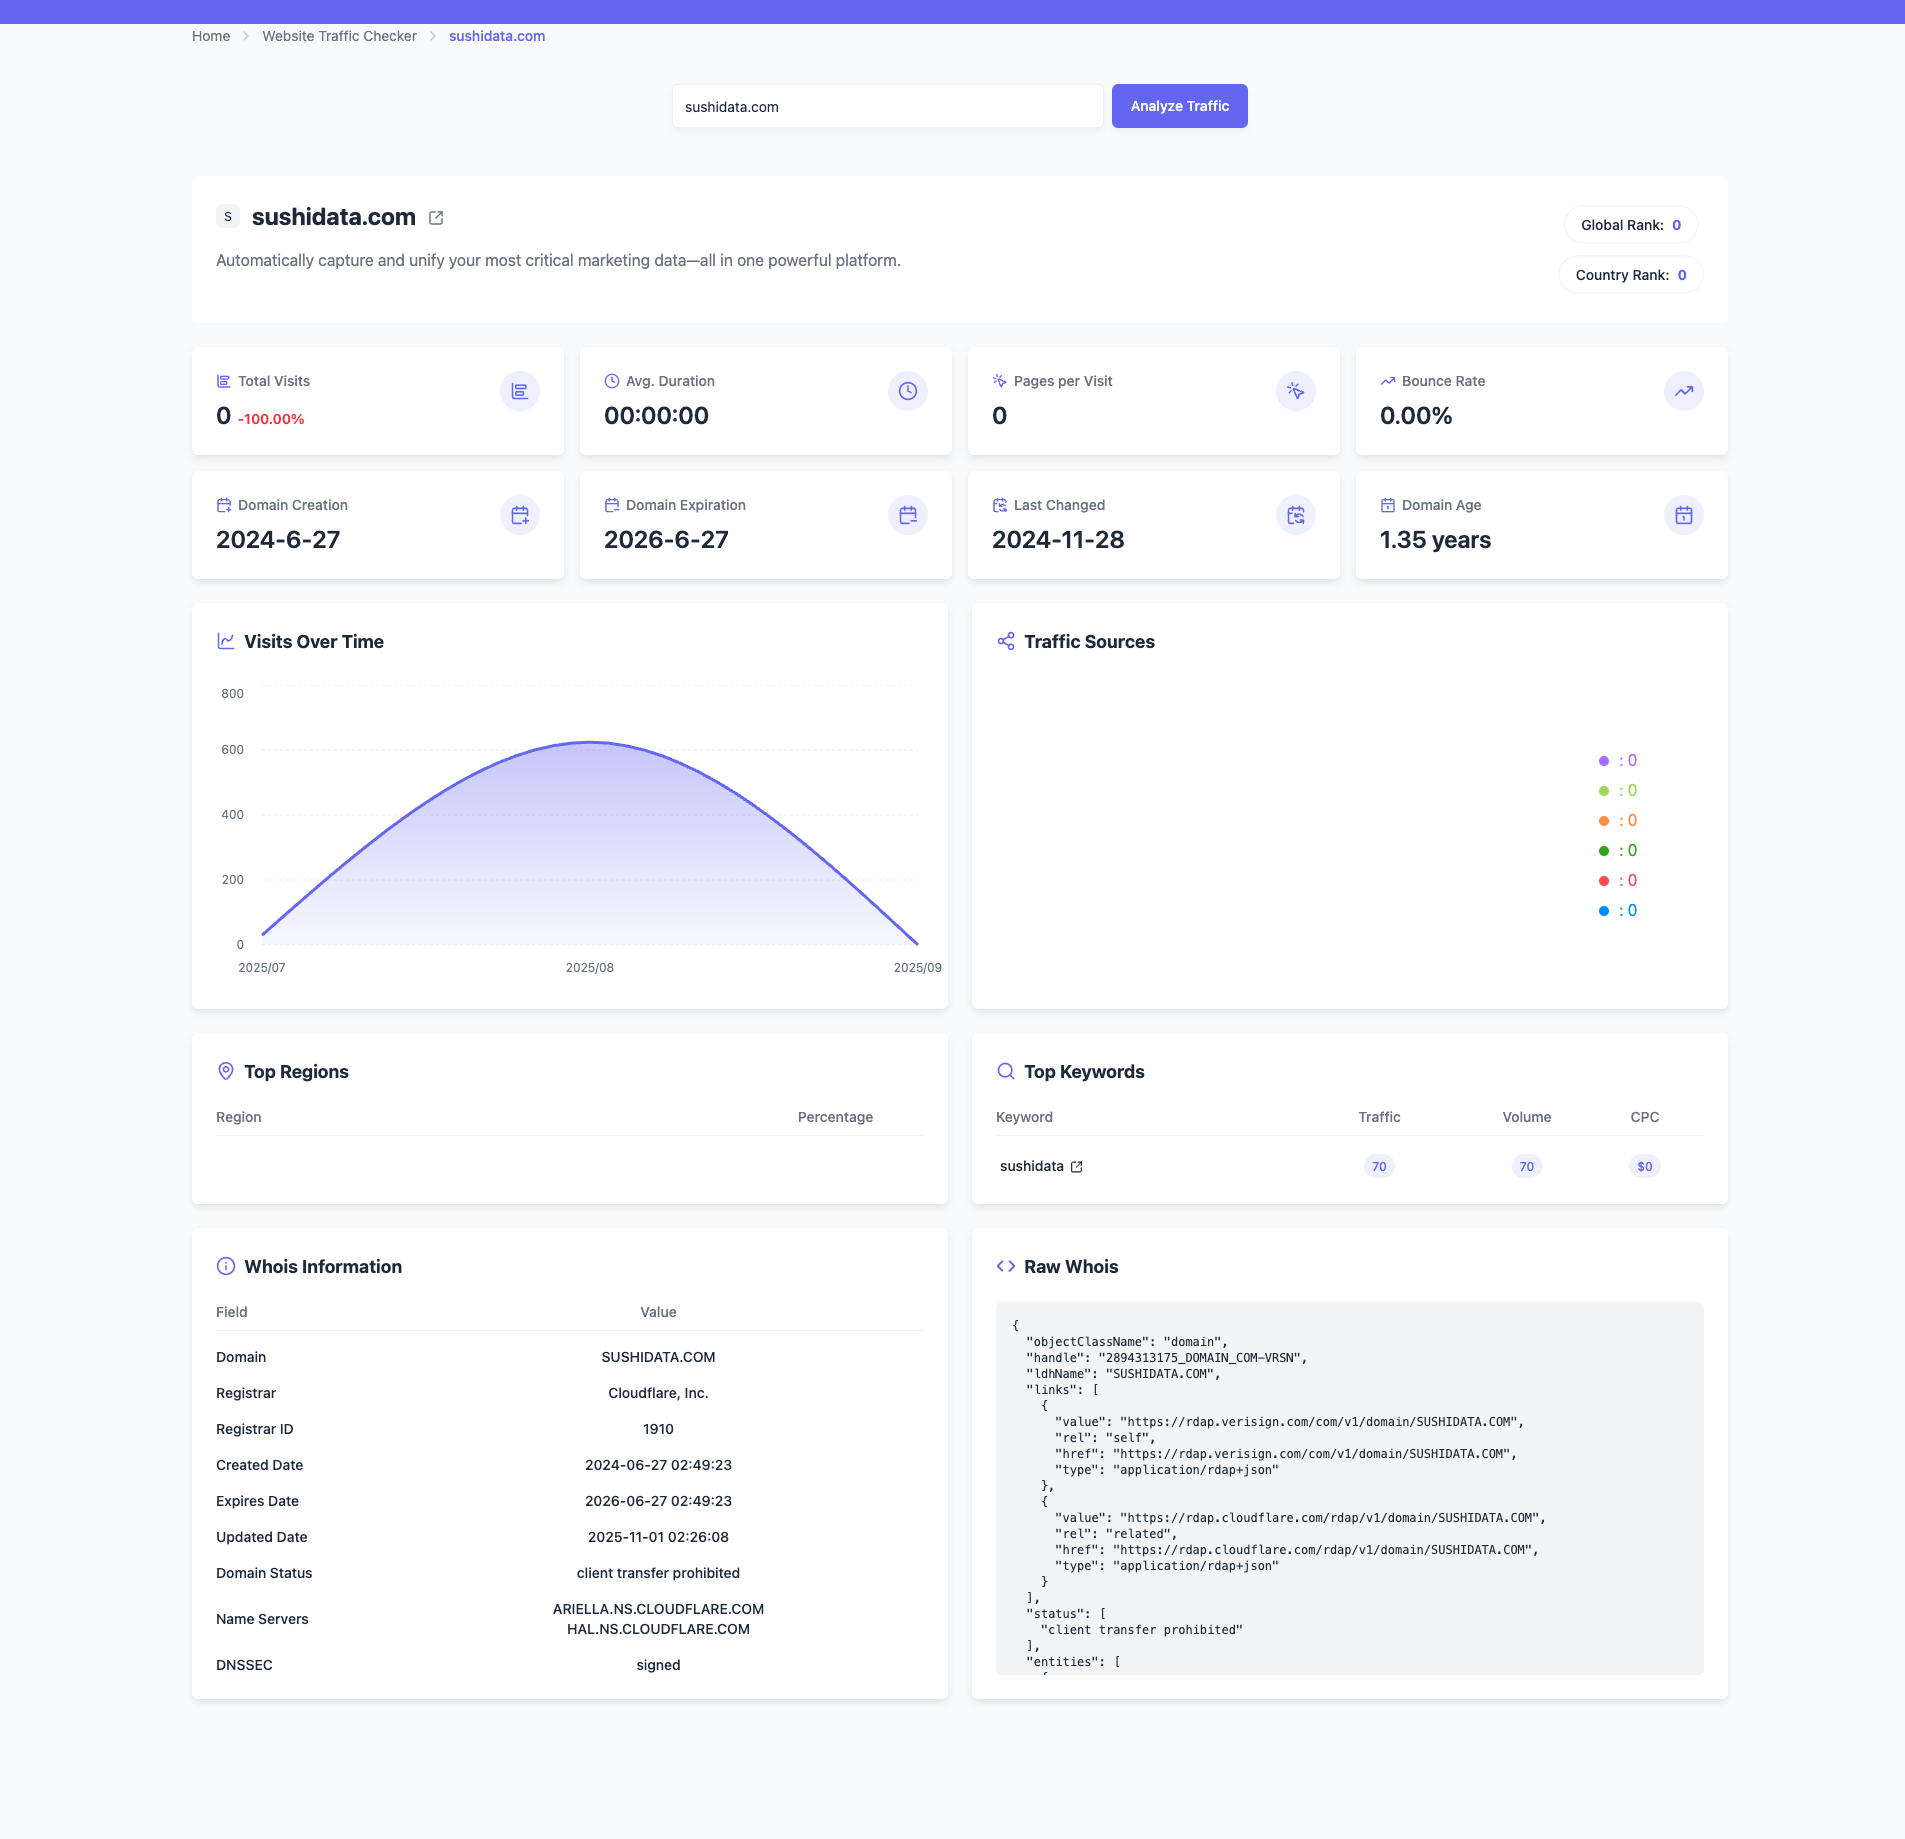 Home
Website Traffic Checker
sushidata.com
sushidata.com
Analyze Traffic
S
sushidata.com
Automatically capture and unify your most critical marketing data—all in one powerful platform.
Global Rank: 0
Country Rank: 0
Total Visits
0 -100.00%
Avg. Duration
00:00:00
Pages per Visit
0
Bounce Rate
0.00%
Domain Creation
2024-6-27
Domain Expiration
2026-6-27
Last Changed
2024-11-28
Domain Age
1.35 years
Visits Over Time
800
600
400
200
0
2025/07 2025/08 2025/09
Traffic Sources
: 0
: 0
: 0
: 0
: 0
: 0
Top Regions
Region Percentage
Top Keywords
Keyword Traffic Volume CPC
sushidata 70 70 $0
Whois Information
Field Value
Domain SUSHIDATA.COM
Registrar Cloudflare, Inc.
Registrar ID 1910
Created Date 2024-06-27 02:49:23
Expires Date 2026-06-27 02:49:23
Updated Date 2025-11-01 02:26:08
Domain Status client transfer prohibited
Name Servers ARIELLA.NS.CLOUDFLARE.COM
HAL.NS.CLOUDFLARE.COM
DNSSEC signed
Raw Whois
{
"objectClassName": "domain",
"handle": "2894313175_DOMAIN_COM-VRSN",
"ldhName": "SUSHIDATA.COM",
"links": [
{
"value": "https://rdap.verisign.com/com/v1/domain/SUSHIDATA.COM",
"rel": "self",
"href": "https://rdap.verisign.com/com/v1/domain/SUSHIDATA.COM",
"type": "application/rdap+json"
},
{
"value": "https://rdap.cloudflare.com/rdap/v1/domain/SUSHIDATA.COM",
"rel": "related",
"href": "https://rdap.cloudflare.com/rdap/v1/domain/SUSHIDATA.COM",
"type": "application/rdap+json"
}
],
"status": [
"client transfer prohibited"
],
"entities": [